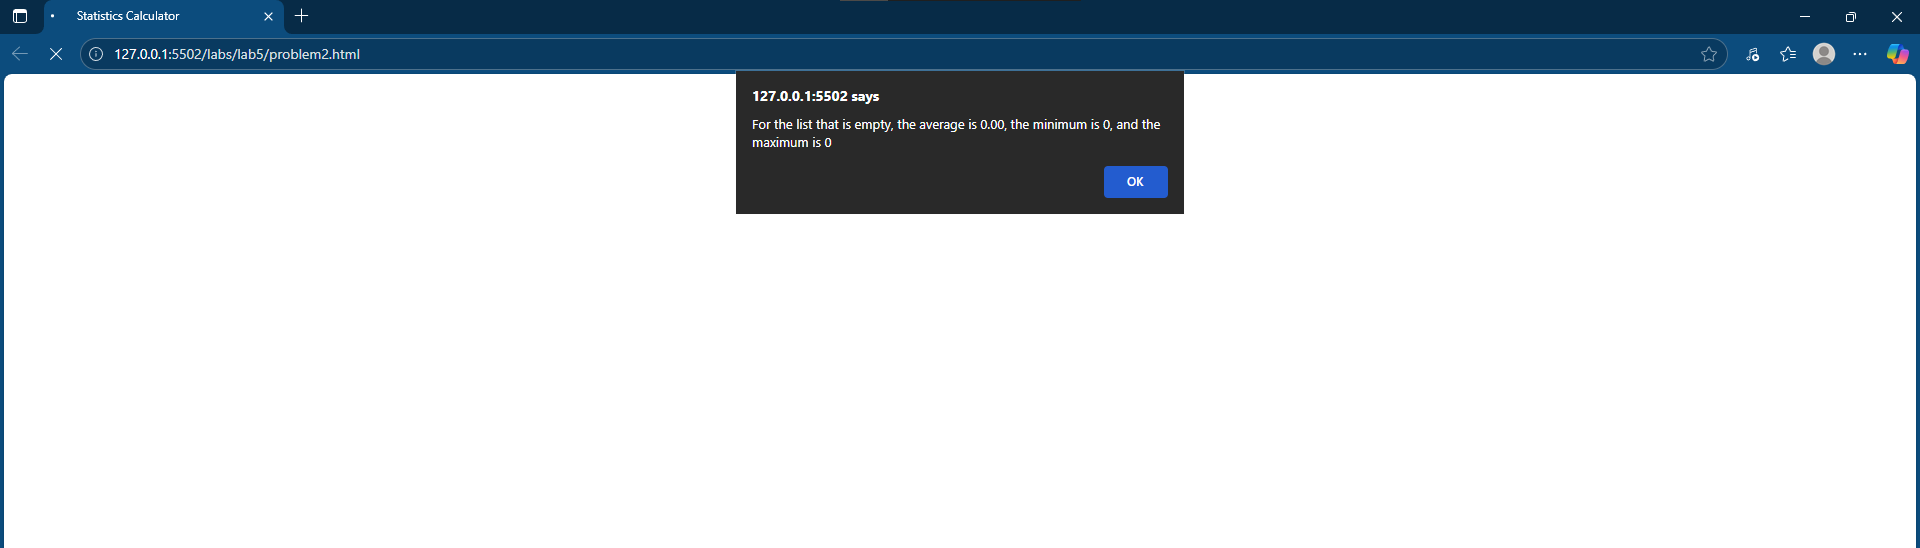 Statistics Calculator
127.0.0.1:5502/labs/lab5/problem2.html
127.0.0.1:5502 says
For the list that is empty, the average is 0.00, the minimum is 0, and the
maximum is 0
OK